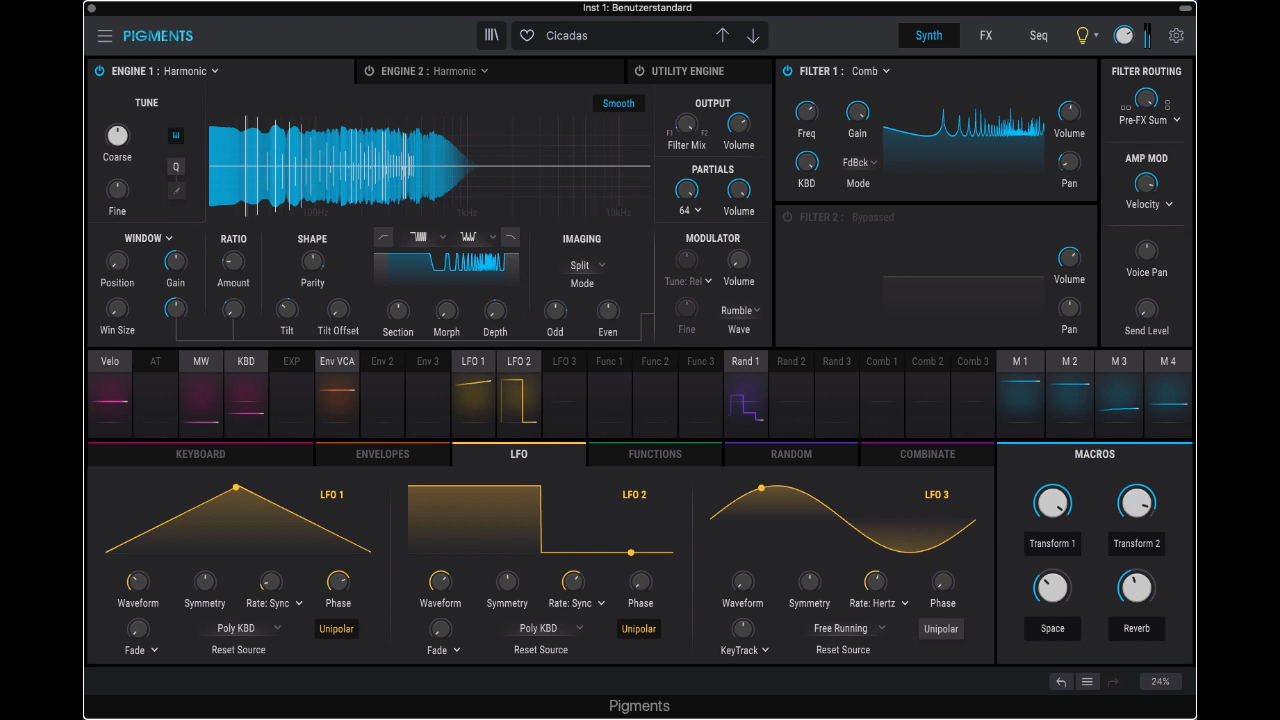 Inst 1: Benutzerstandard
PIGMENTS
Cicadas
Synth FX Seq
ENGINE 1: Harmonic
ENGINE 2: Harmonic
UTILITY ENGINE
FILTER 1: Comb
FILTER ROUTING
TUNE
Smooth
OUTPUT
Coarse
Q
Fine
100Hz 1kHz 10kHz
F1 F2
Filter Mix Volume
PARTIALS
64 Volume
Freq Gain Volume
KBD FdBck
Mode Pan
Pre-FX Sum
AMP MOD
Velocity
FILTER 2: Bypassed
WINDOW RATIO SHAPE IMAGING MODULATOR
Position Gain Amount Parity
Split
Mode
Tune: Rel Volume
Win Size Tilt Tilt Offset Section Morph Depth Odd Even
Fine Rumble
Wave
Volume
Pan
Voice Pan
Send Level
Velo AT MW KBD EXP Env VCA Env 2 Env 3 LFO 1 LFO 2 LFO 3 Func 1 Func 2 Func 3 Rand 1 Rand 2 Rand 3 Comb 1 Comb 2 Comb 3 M 1 M 2 M 3 M 4
KEYBOARD ENVELOPES LFO FUNCTIONS RANDOM COMBINATE MACROS
LFO 1 LFO 2 LFO 3
Transform 1 Transform 2
Waveform Symmetry Rate: Sync Phase
Waveform Symmetry Rate: Sync Phase
Waveform Symmetry Rate: Hertz Phase
Poly KBD Unipolar
Poly KBD Unipolar
Free Running Unipolar
Space Reverb
Fade Reset Source
Fade Reset Source
KeyTrack Reset Source
24%
Pigments